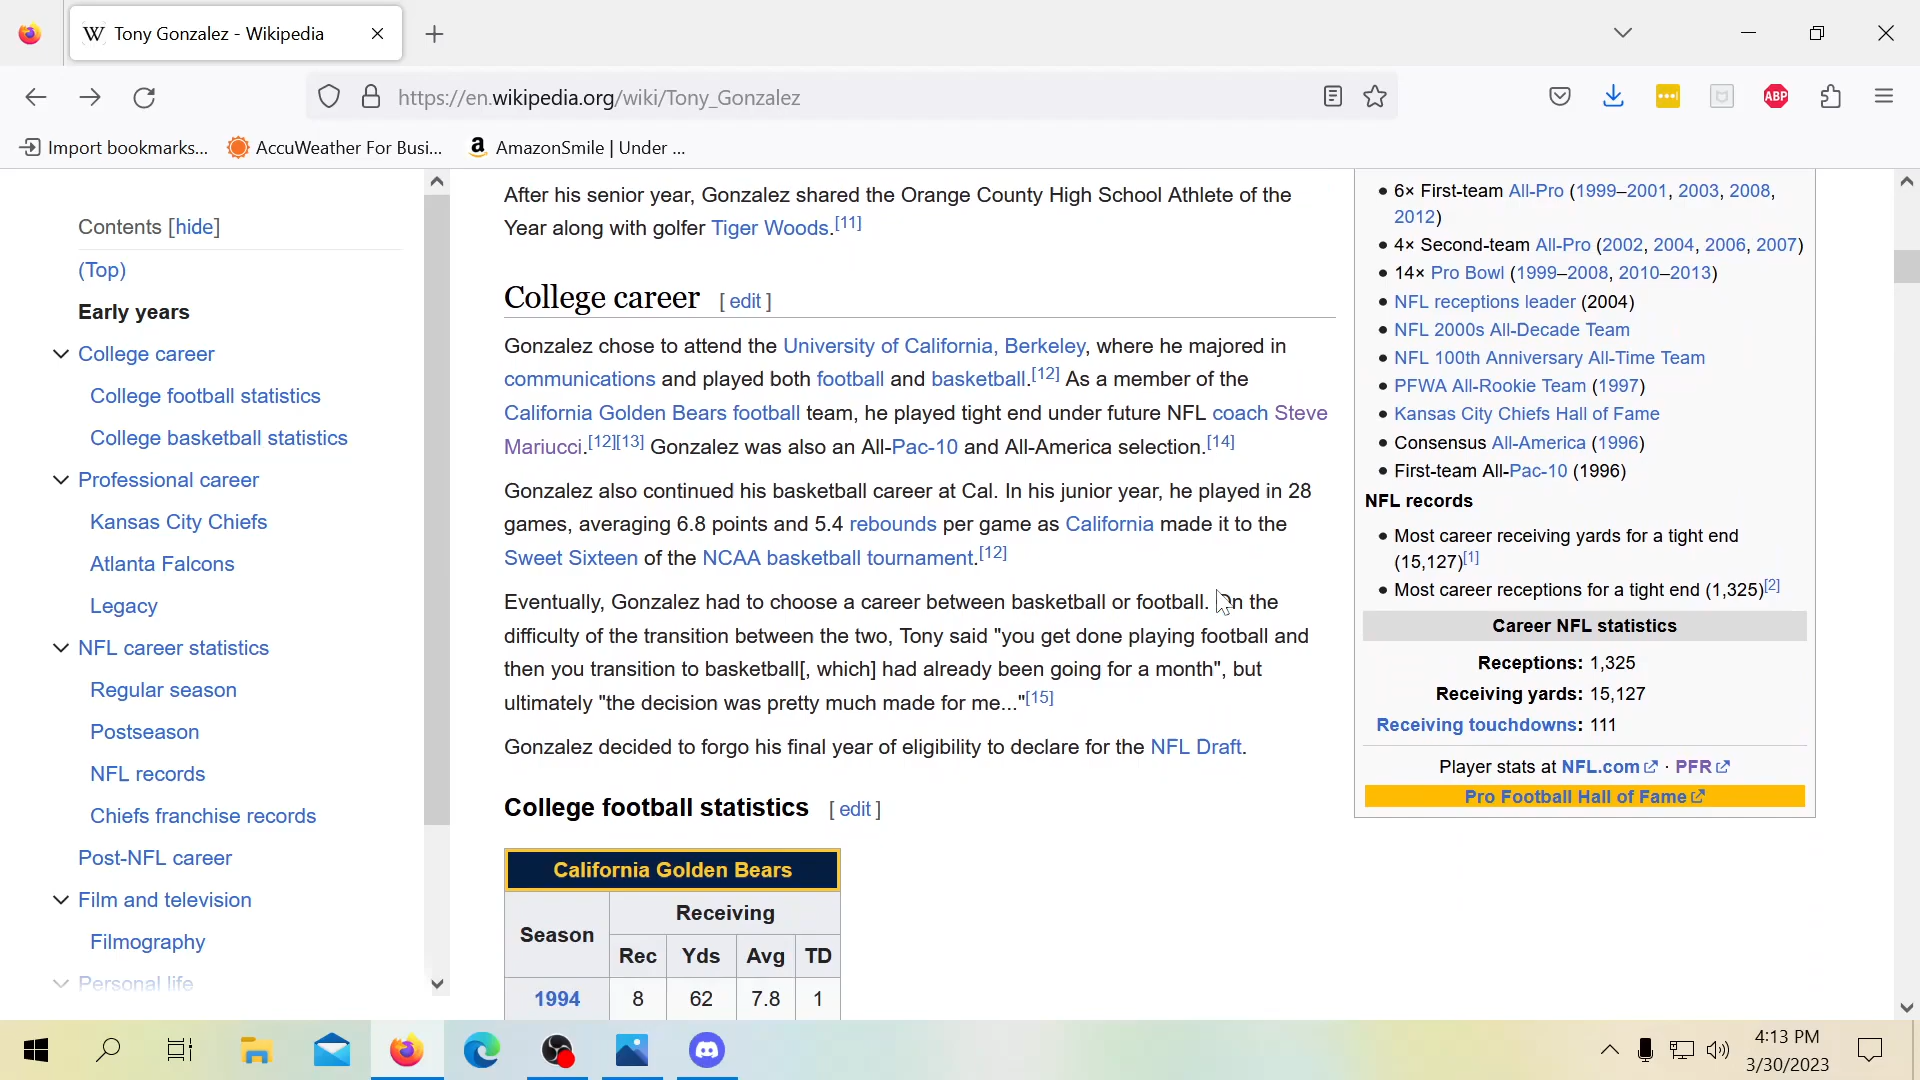 W Tony Gonzalez - Wikipedia
https://en.wikipedia.org/wiki/Tony_Gonzalez
ABP
Import bookmarks...
AccuWeather For Busi...
a AmazonSmile | Under ...
Contents [hide]
(Top)
Early years
College career
College football statistics
College basketball statistics
Professional career
Kansas City Chiefs
Atlanta Falcons
Legacy
NFL career statistics
Regular season
Postseason
NFL records
Chiefs franchise records
Post-NFL career
Film and television
Filmography
Personal life
After his senior year, Gonzalez shared the Orange County High School Athlete of the
Year along with golfer Tiger Woods.[11]
College career [ edit ]
Gonzalez chose to attend the University of California, Berkeley, where he majored in
communications and played both football and basketball.[12] As a member of the
California Golden Bears football team, he played tight end under future NFL coach Steve
Mariucci.[12][13] Gonzalez was also an All-Pac-10 and All-America selection.[14]
Gonzalez also continued his basketball career at Cal. In his junior year, he played in 28
games, averaging 6.8 points and 5.4 rebounds per game as California made it to the
Sweet Sixteen of the NCAA basketball tournament.[12]
Eventually, Gonzalez had to choose a career between basketball or football. On the
difficulty of the transition between the two, Tony said "you get done playing football and
then you transition to basketball[, which] had already been going for a month", but
ultimately "the decision was pretty much made for me..."[15]
Gonzalez decided to forgo his final year of eligibility to declare for the NFL Draft.
College football statistics [ edit ]
California Golden Bears
Season Receiving
Rec Yds Avg TD
1994 8 62 7.8 1
6× First-team All-Pro (1999–2001, 2003, 2008,
2012)
4× Second-team All-Pro (2002, 2004, 2006, 2007)
14× Pro Bowl (1999–2008, 2010–2013)
NFL receptions leader (2004)
NFL 2000s All-Decade Team
NFL 100th Anniversary All-Time Team
PFWA All-Rookie Team (1997)
Kansas City Chiefs Hall of Fame
Consensus All-America (1996)
First-team All-Pac-10 (1996)
NFL records
Most career receiving yards for a tight end
(15,127)[1]
Most career receptions for a tight end (1,325)[2]
Career NFL statistics
Receptions: 1,325
Receiving yards: 15,127
Receiving touchdowns: 111
Player stats at NFL.com · PFR
Pro Football Hall of Fame
4:13 PM
3/30/2023